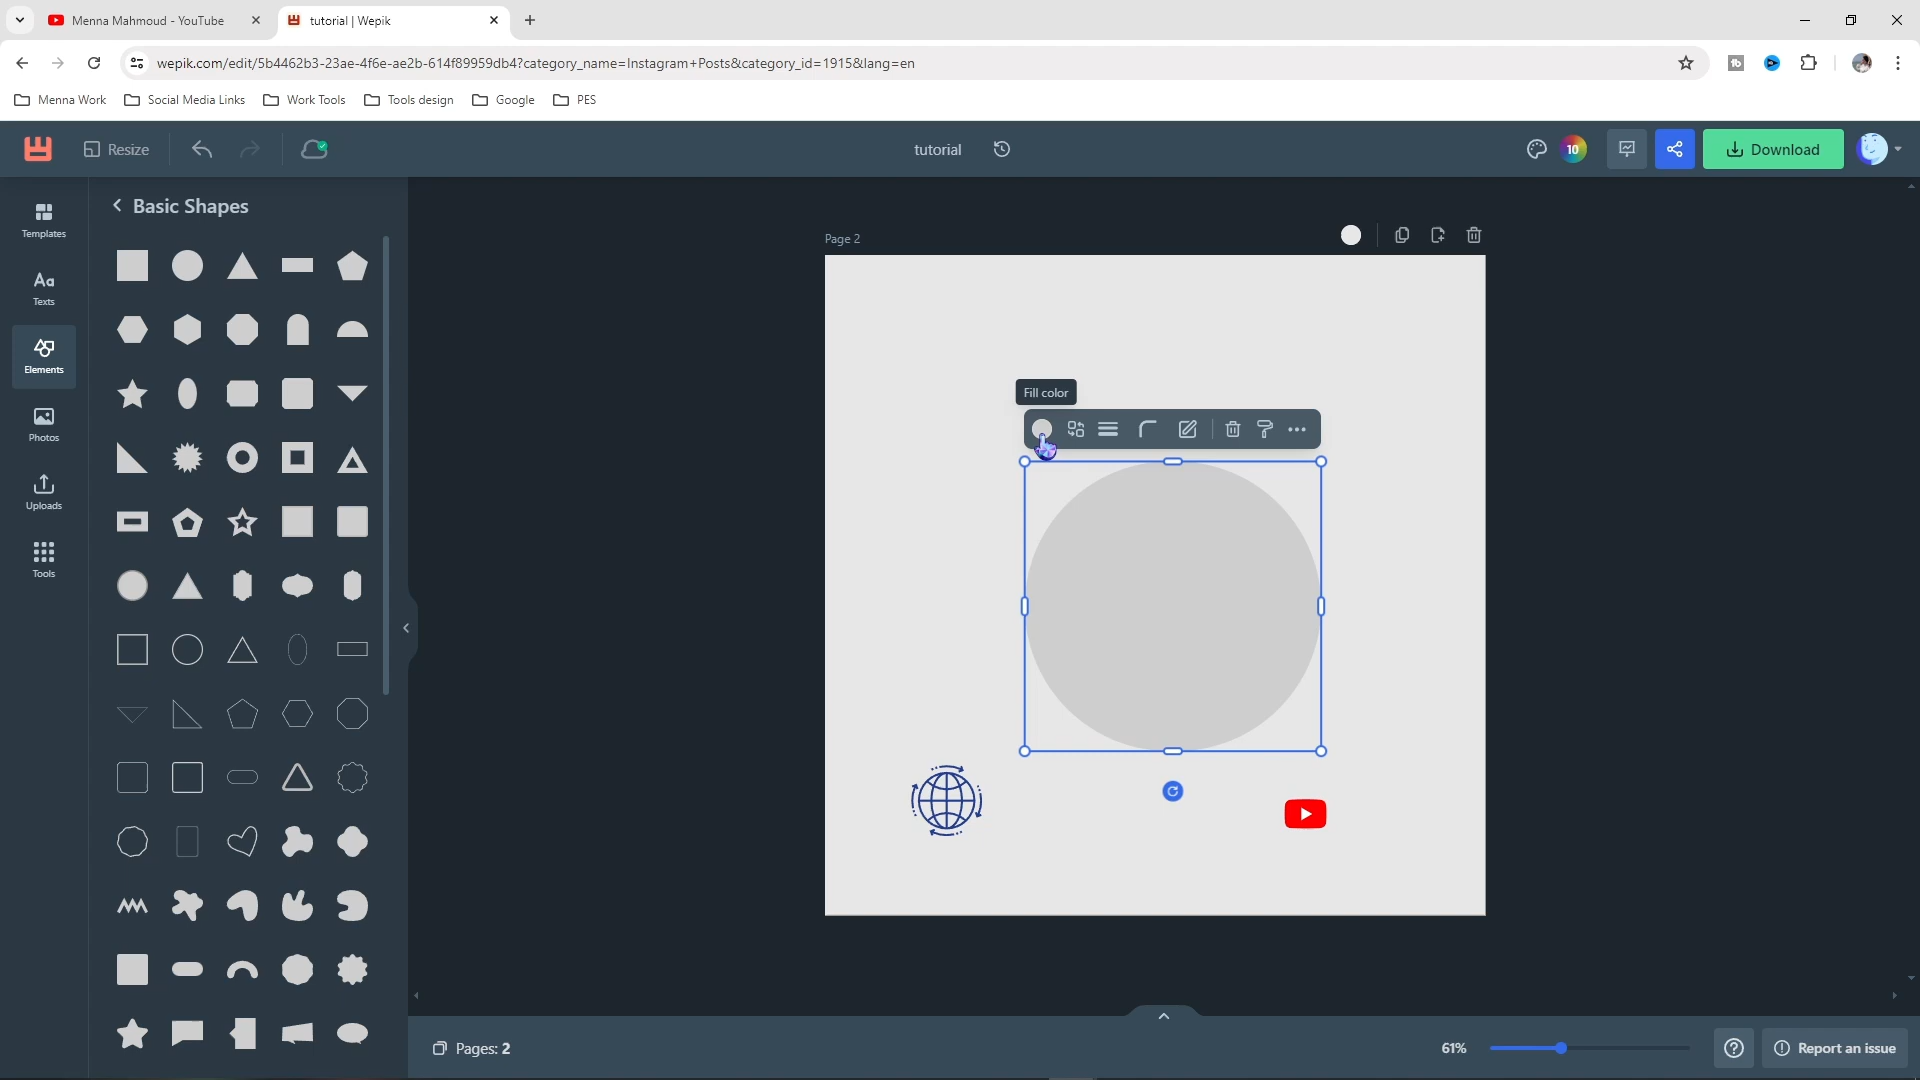 Menna Mahmoud - YouTube
tutorial | Wepik
wepik.com/edit/5b4462b3-23ae-4f6e-ae2b-614f89959db4?category_name=Instagram+Posts&category_id=1915&lang=en
Menna Work
Social Media Links
Work Tools
Tools design
Google
PES
Resize
tutorial
10
Download
Templates
Aa
Texts
Elements
Photos
Uploads
Tools
Basic Shapes
Page 2
Fill color
Pages: 2
61%
Report an issue